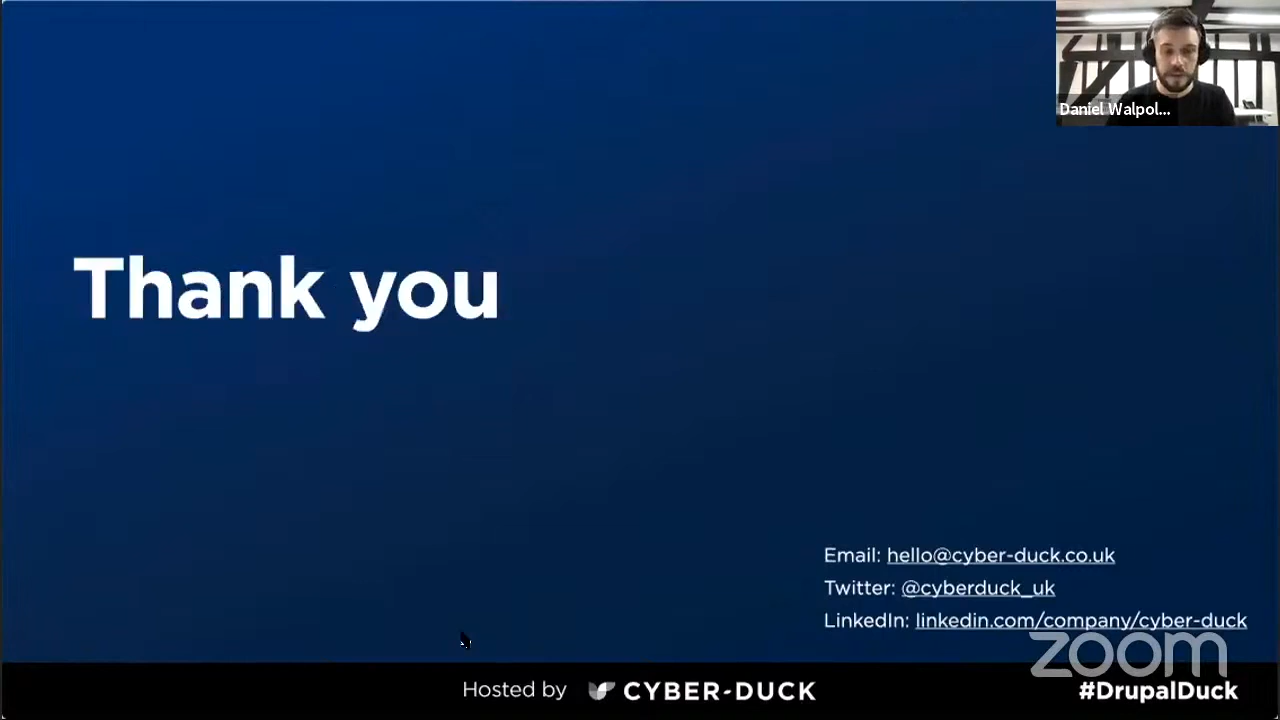 Daniel Walpol...
Thank you
Email: hello@cyber-duck.co.uk
Twitter: @cyberduck_uk
LinkedIn: linkedin.com/company/cyber-duck
zoom
Hosted by CYBER-DUCK
#DrupalDuck